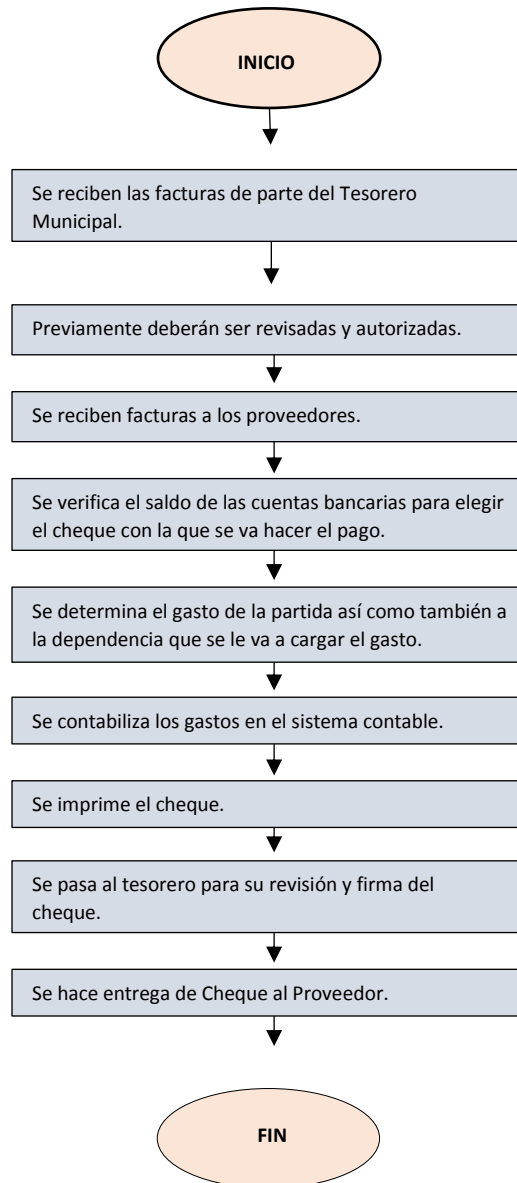 INICIO
Se reciben las facturas de parte del Tesorero
Municipal.
Previamente deberán ser revisadas y autorizadas.
Se reciben facturas a los proveedores.
Se verifica el saldo de las cuentas bancarias para elegir
el cheque con la que se va hacer el pago.
Se determina el gasto de la partida así como también a
la dependencia que se le va a cargar el gasto.
Se contabiliza los gastos en el sistema contable.
Se imprime el cheque.
Se pasa al tesorero para su revisión y firma del
cheque.
Se hace entrega de Cheque al Proveedor.
FIN